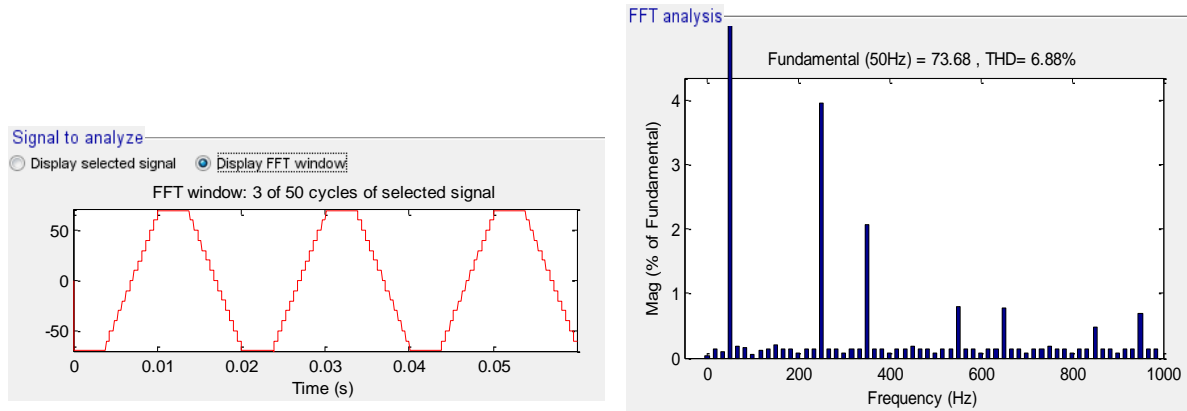 Signal to analyze
Display selected signal Display FFT window
FFT window: 3 of 50 cycles of selected signal
50
0
-50
0 0.01 0.02 0.03 0.04 0.05
Time (s)
FFT analysis
Fundamental (50Hz) = 73.68 , THD= 6.88%
Mag (% of Fundamental)
4
3
2
1
0
0 200 400 600 800 1000
Frequency (Hz)